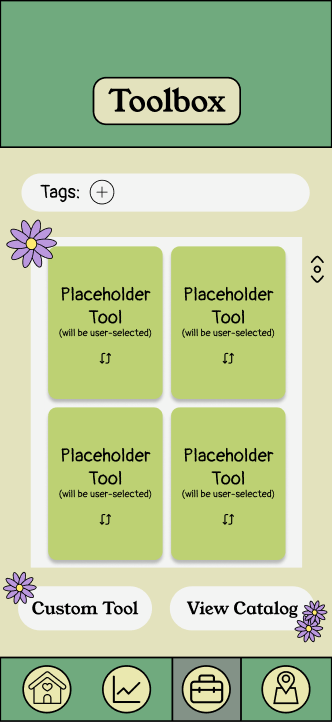 Toolbox
Tags:
Placeholder
Tool
(will be user-selected)
Placeholder
Tool
(will be user-selected)
Placeholder
Tool
(will be user-selected)
Placeholder
Tool
(will be user-selected)
Custom Tool
View Catalog